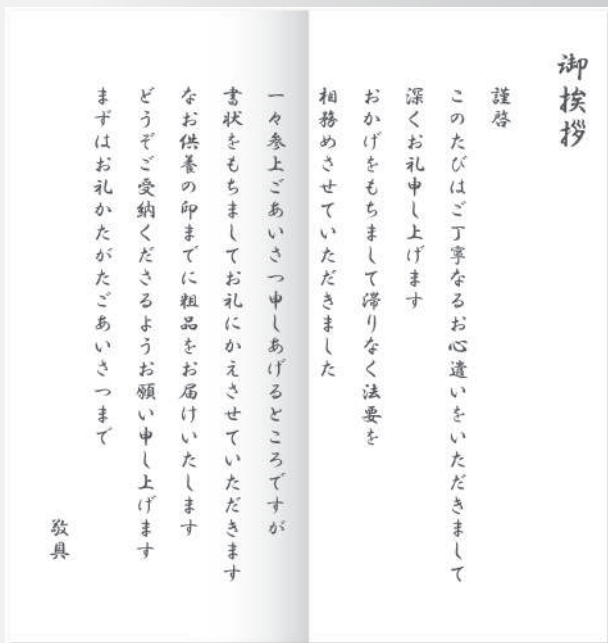 御挨拶
謹啓
このたびはご丁寧なるお心遣いをいただきまして
深くお礼申し上げます
おかげをもちまして滞りなく法要を
相務めさせていただきました
一々参上ごあいさつ申しあげるところですが
書状をもちましてお礼にかえさせていただきます
なお供養の印までに粗品をお届けいたします
どうぞご受納くださるようお願い申し上げます
まずはお礼かたがたごあいさつまで
敬具